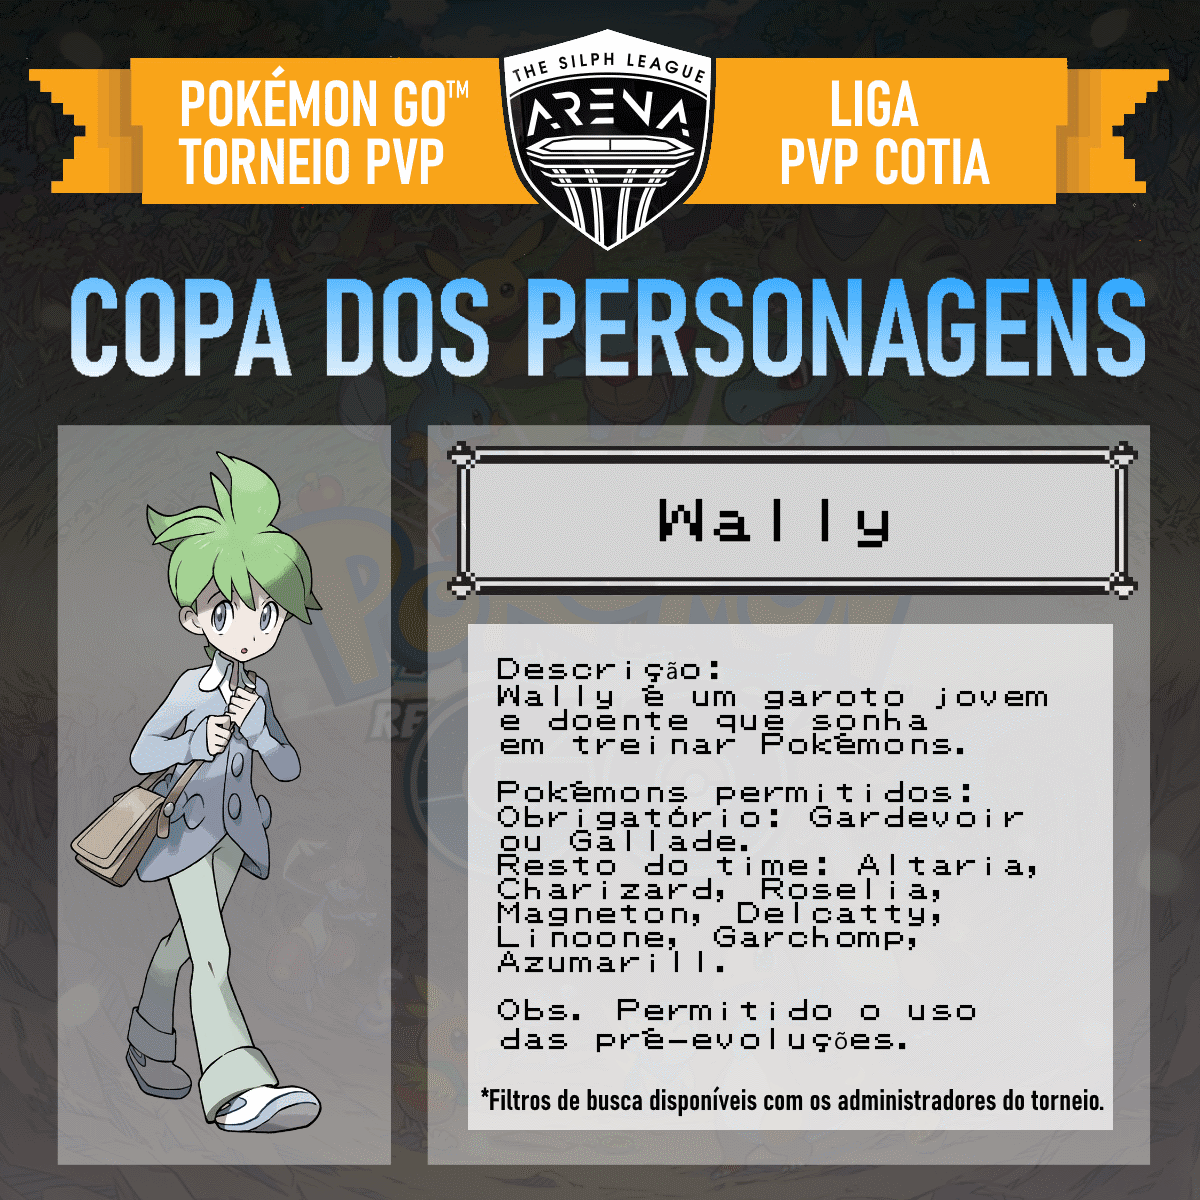 THE SILPH LEAGUE
ARENA
POKÉMON GO™
TORNEIO PVP
LIGA
PVP COTIA
COPA DOS PERSONAGENS
Wally
Descrição:
Wally é um garoto jovem
e doente que sonha
em treinar Pokémons.
Pokémons permitidos:
Obrigatório: Gardevoir
ou Gallade.
Resto do time: Altaria,
Charizard, Roselia,
Magneton, Delcatty,
Linoone, Garchomp,
Azumarill.
Obs. Permitido o uso
das pré-evoluções.
*Filtros de busca disponíveis com os administradores do torneio.
POKÉMON